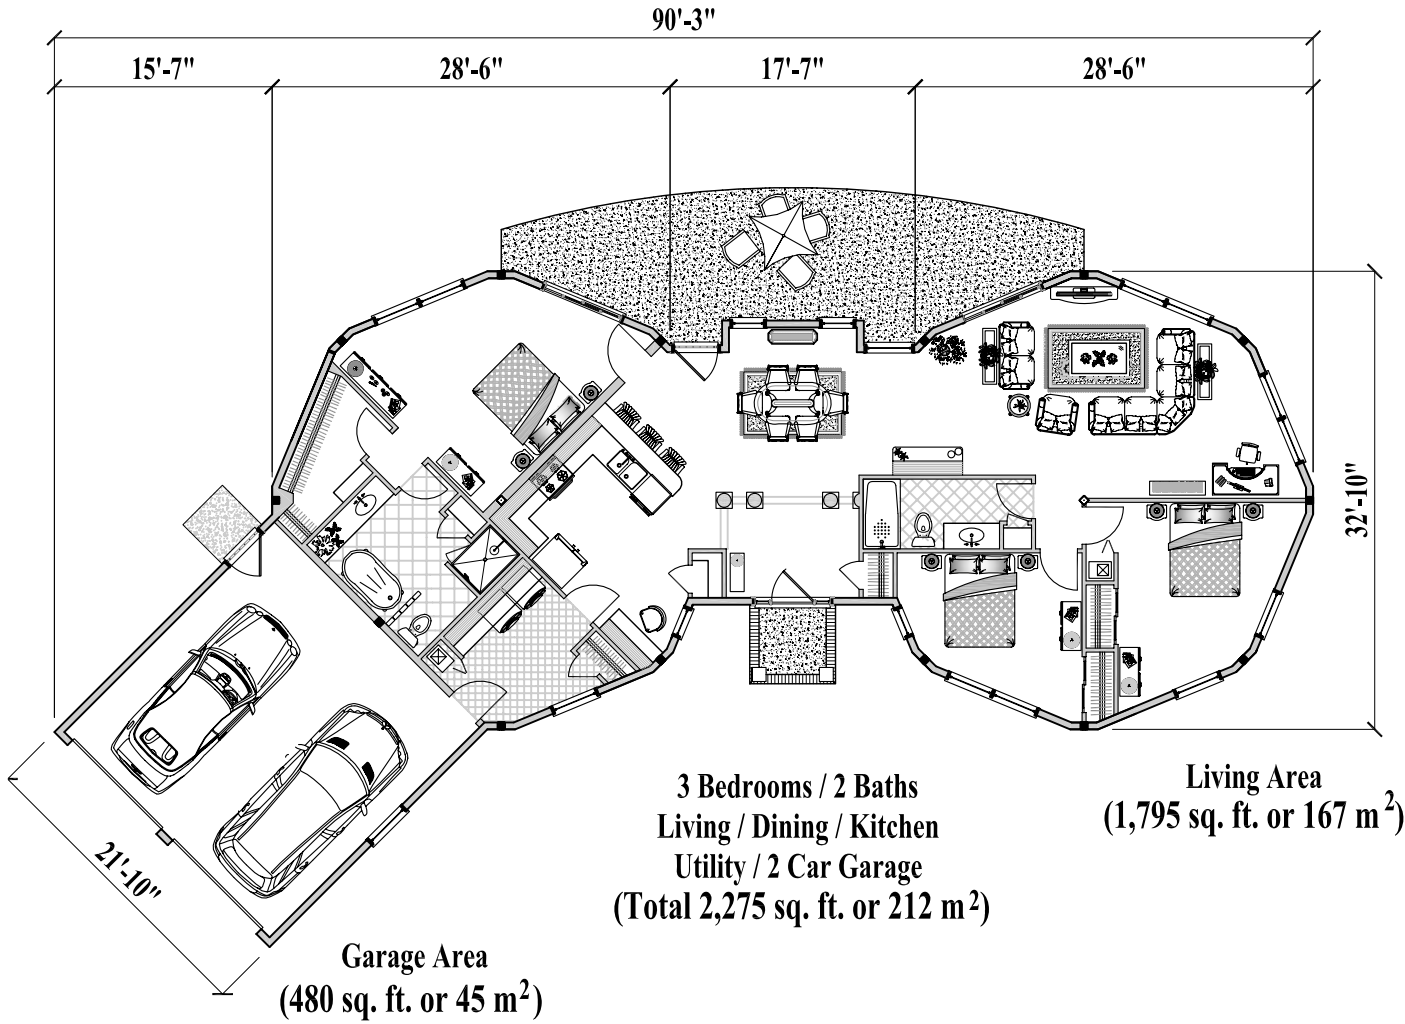 90'-3"
15'-7" 28'-6" 17'-7" 28'-6"
32'-10"
21'-10"
3 Bedrooms / 2 Baths
Living / Dining / Kitchen
Utility / 2 Car Garage
(Total 2,275 sq. ft. or 212 m²)
Living Area
(1,795 sq. ft. or 167 m²)
Garage Area
(480 sq. ft. or 45 m²)